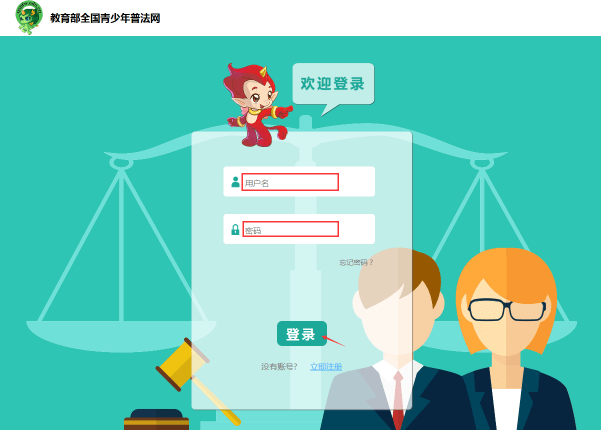 教育部全国青少年普法网
欢迎登录
用户名
密码
忘记密码？
登录
没有账号？ 立即注册